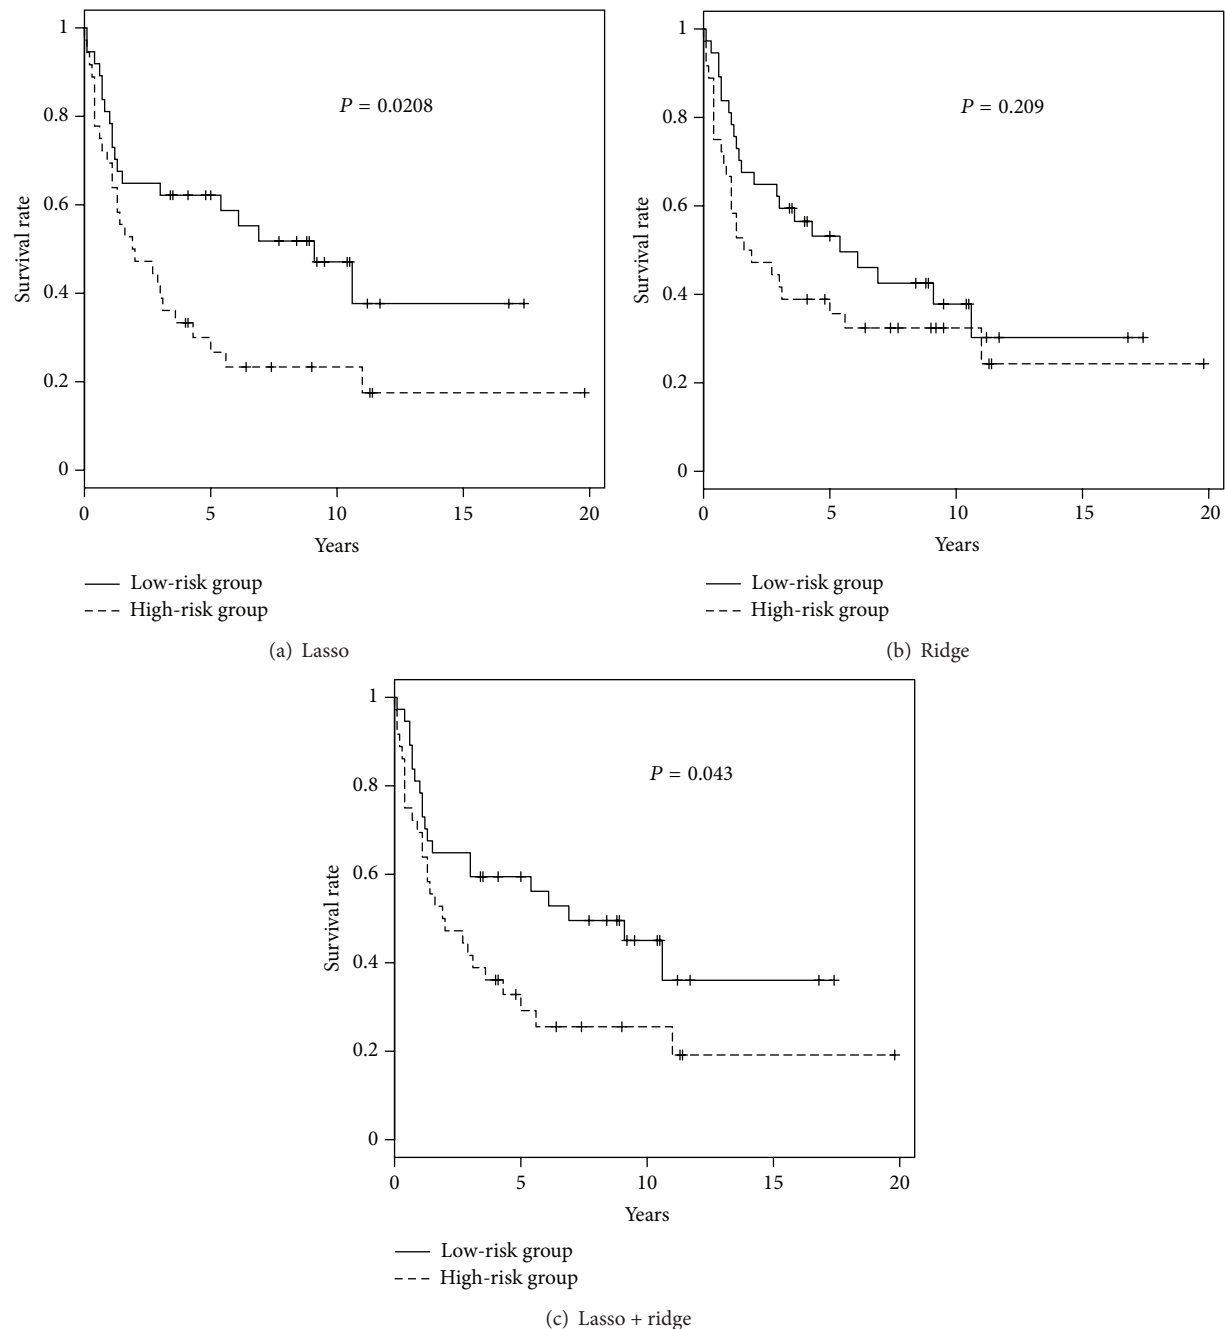 1
0.8
0.6
0.4
0.2
0
Survival rate
P = 0.0208
0 5 10 15 20
Years
Low-risk group
High-risk group
(a) Lasso
1
0.8
0.6
0.4
0.2
0
Survival rate
P = 0.209
0 5 10 15 20
Years
Low-risk group
High-risk group
(b) Ridge
1
0.8
0.6
0.4
0.2
0
Survival rate
P = 0.043
0 5 10 15 20
Years
Low-risk group
High-risk group
(c) Lasso + ridge